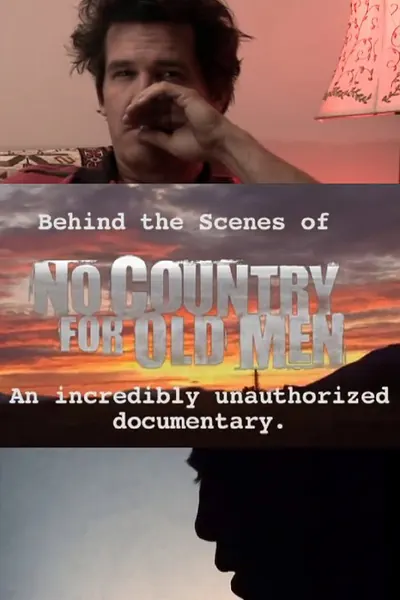 Behind the Scenes of
NO COUNTRY
FOR OLD MEN
An incredibly unauthorized
documentary.